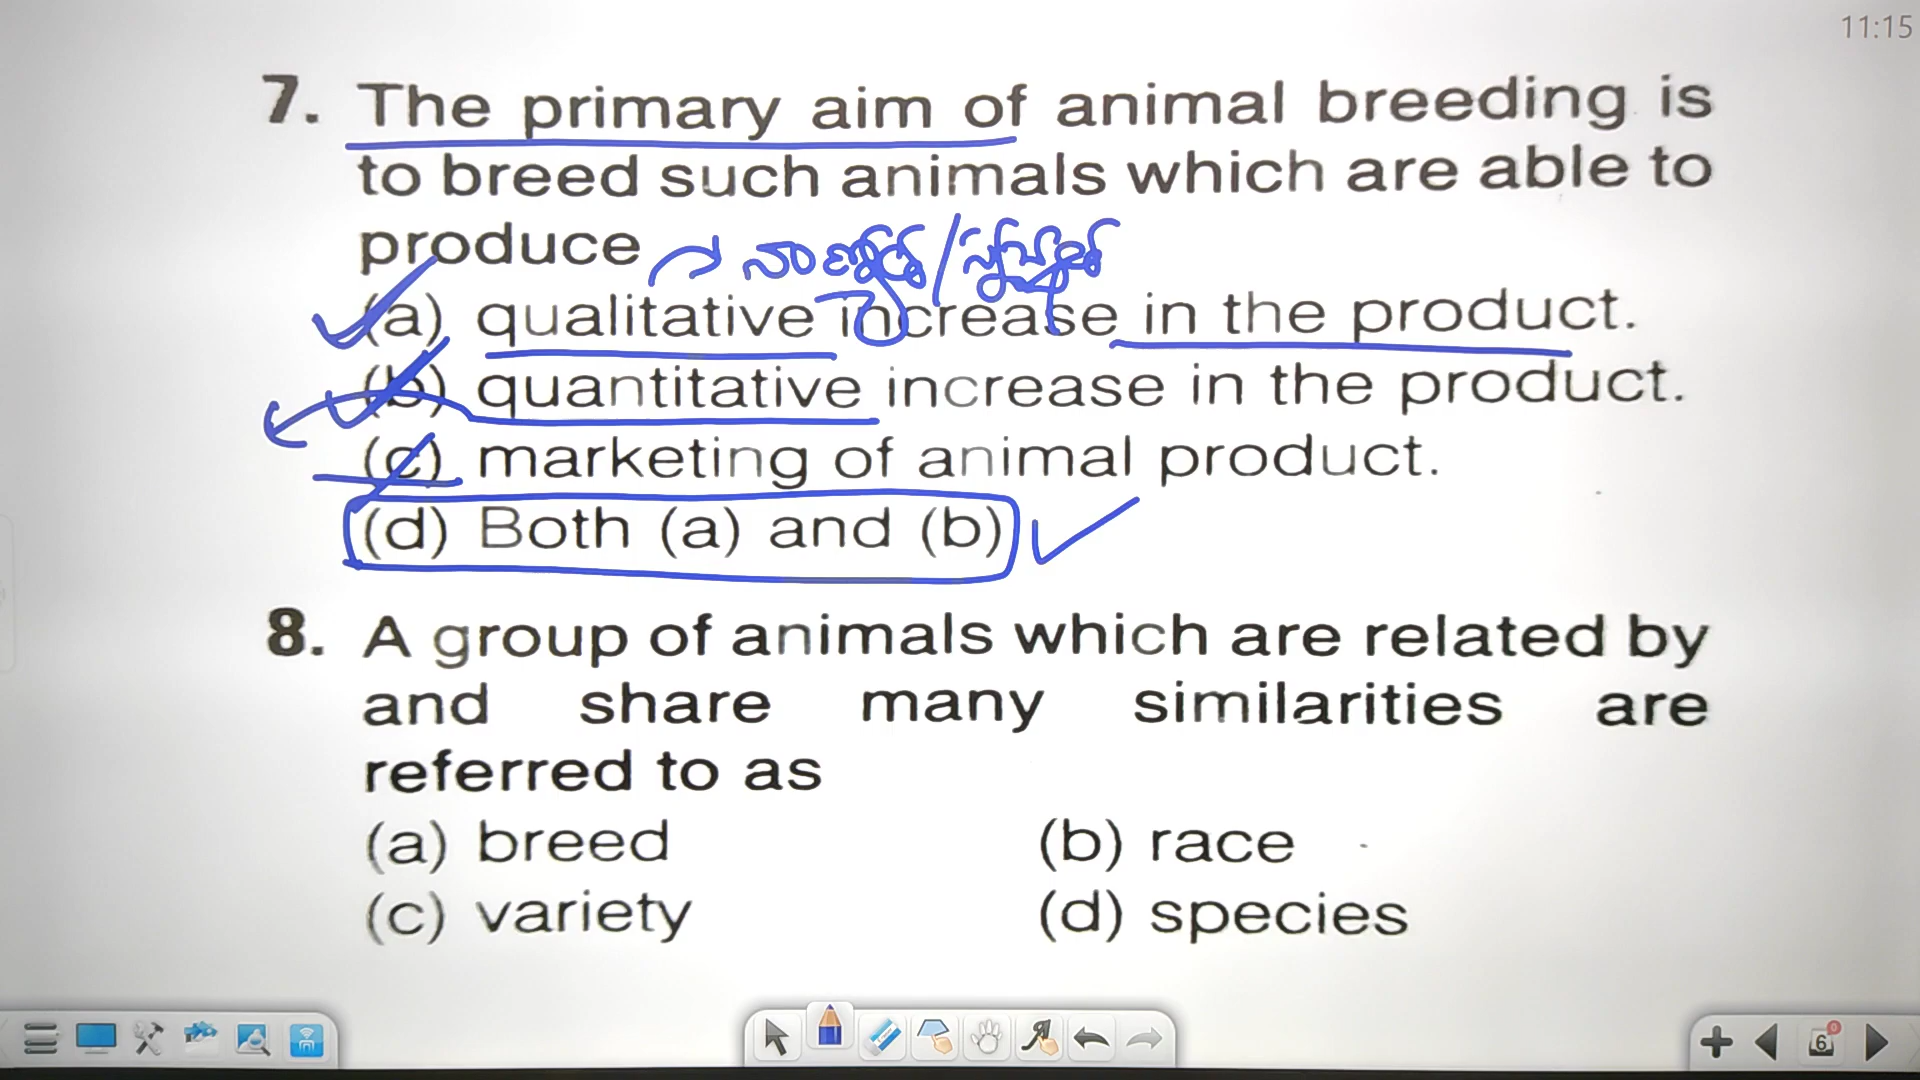 11:15
7. The primary aim of animal breeding is
to breed such animals which are able to
produce
(a) qualitative increase in the product.
(b) quantitative increase in the product.
(c) marketing of animal product.
(d) Both (a) and (b)
8. A group of animals which are related by
and share many similarities are
referred to as
(a) breed (b) race
(c) variety (d) species
6
0